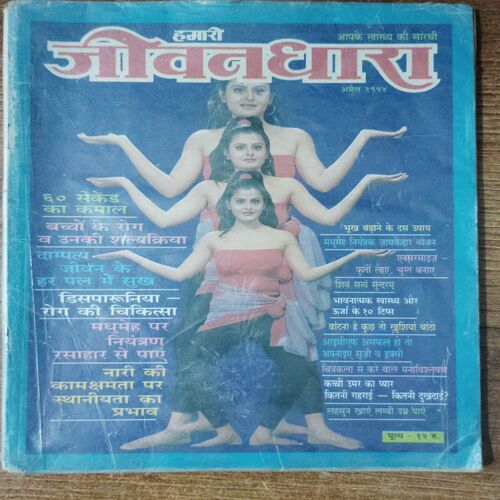 हमारी
आपके स्वास्थ्य की सारथी
जीवनधारा
अप्रैल १९९४
६० सेकेंड
का कमाल
बच्चों के रोग
व उनकी शल्यक्रिया
दाम्पत्य
जीवन के
हर पल में सुख
डिसपारूनिया –
रोग की चिकित्सा
मधुमेह पर
नियंत्रण
रसाहार से पाएं
नारी की
कामक्षमता पर
स्थानीयता का
प्रभाव
भूख बढ़ाने के दस उपाय
मधुमेह नियंत्रक ज़ायकेदार व्यंजन
एक्सरसाइज़
फुर्ती लाए, चुस्त बनाए
शिवं सत्यं सुन्दरम्
भावनात्मक स्वास्थ्य और
ऊर्जा के १० टिप्स
बांटना है कुछ तो खुशियां बांटो
आईवीएफ असफल हो तो
अपनाइए सुज़ी व इक्सी
चित्रकला से करें बाल मनोविश्लेषण
कच्ची उमर का प्यार
कितनी गहराई – कितनी दुखदाई?
लहसुन खाएं लम्बी उम्र पाएं
मूल्य - १२ रु.